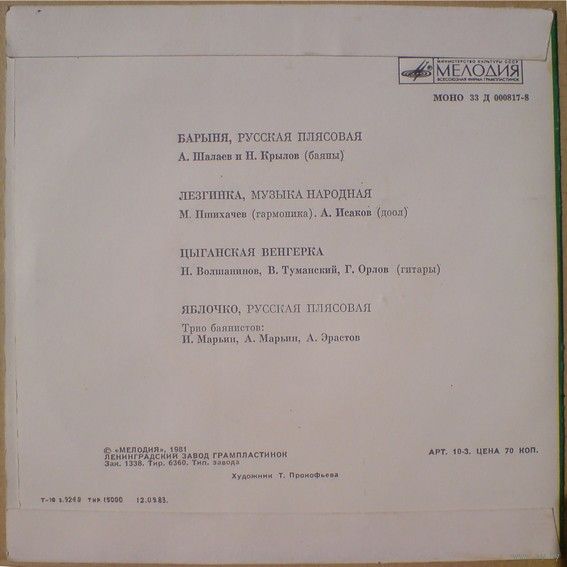 МИНИСТЕРСТВО КУЛЬТУРЫ СССР
МЕЛОДИЯ
ВСЕСОЮЗНАЯ ФИРМА ГРАМПЛАСТИНОК
МОНО 33 Д 000817-8
БАРЫНЯ, РУССКАЯ ПЛЯСОВАЯ
А. Шалаев и Н. Крылов (баяны)
ЛЕЗГИНКА, МУЗЫКА НАРОДНАЯ
М. Пшихачев (гармоника), А. Исаков (доол)
ЦЫГАНСКАЯ ВЕНГЕРКА
И. Волшанинов, В. Туманский, Г. Орлов (гитары)
ЯБЛОЧКО, РУССКАЯ ПЛЯСОВАЯ
Трио баянистов:
И. Марьин, А. Марьин, А. Эрастов
© «МЕЛОДИЯ», 1981
ЛЕНИНГРАДСКИЙ ЗАВОД ГРАМПЛАСТИНОК
Зак. 1338. Тир. 6360. Тип. завода
АРТ. 10-3. ЦЕНА 70 КОП.
Художник Т. Прокофьева
Т-10 з.926в тир.15000 12.09.83.